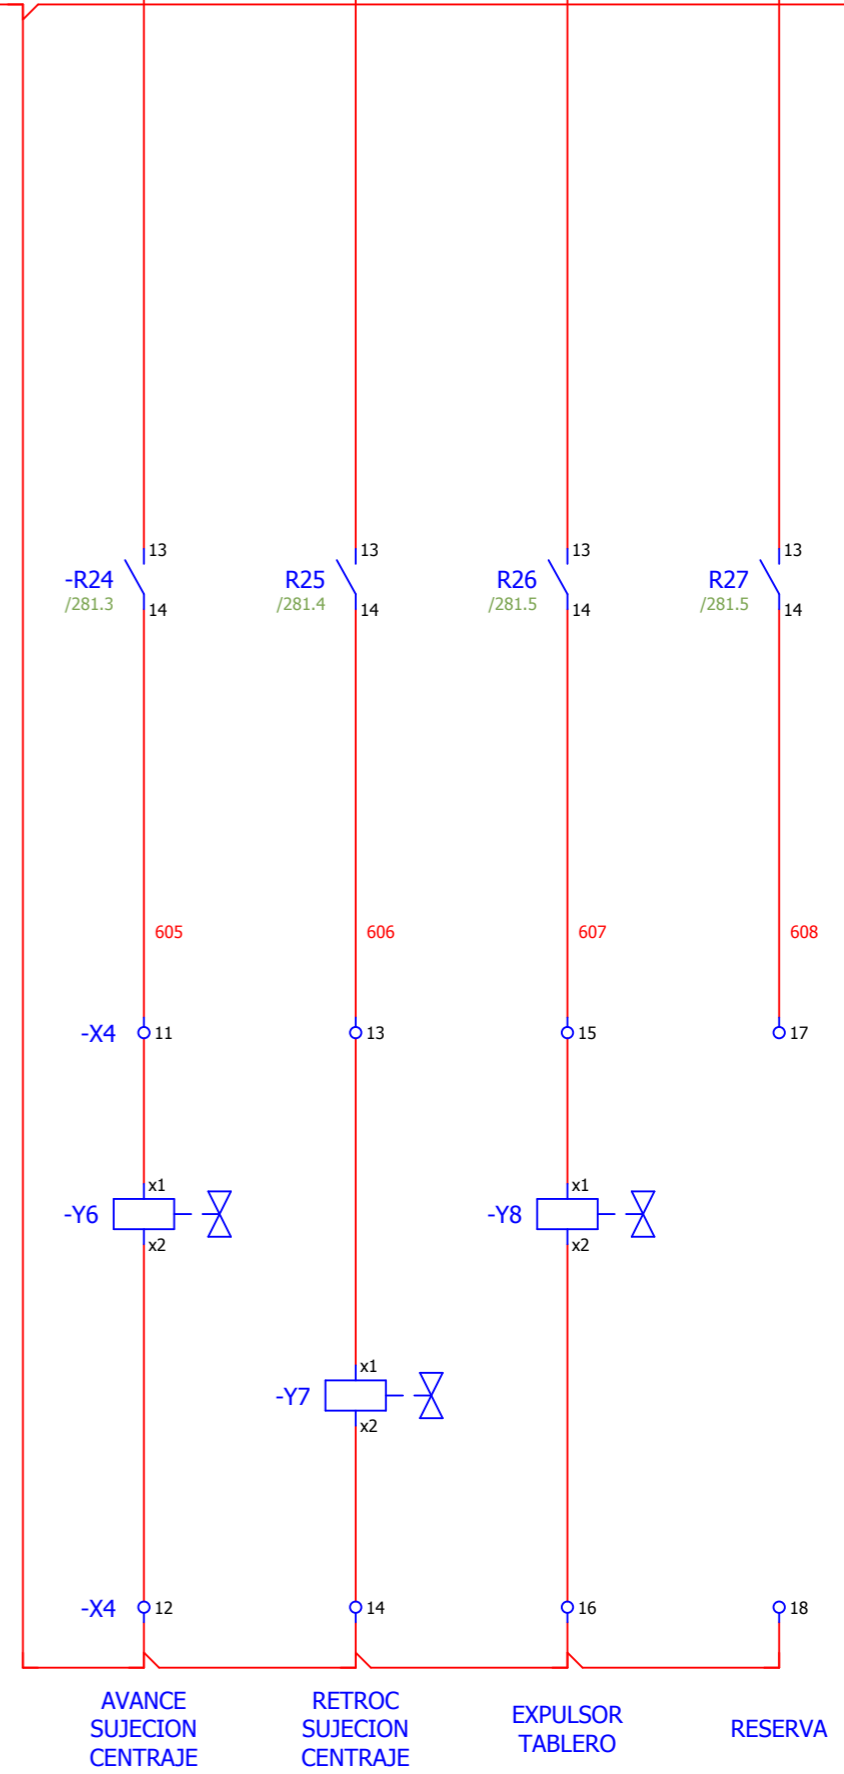 13 13 13 13
-R24 R25 R26 R27
/281.3 /281.4 /281.5 /281.5
14 14 14 14
605 606 607 608
-X4 11 13 15 17
x1 x1
-Y6 -Y8
x2 x2
x1
-Y7
x2
-X4 12 14 16 18
AVANCE
SUJECION
CENTRAJE
RETROC
SUJECION
CENTRAJE
EXPULSOR
TABLERO
RESERVA